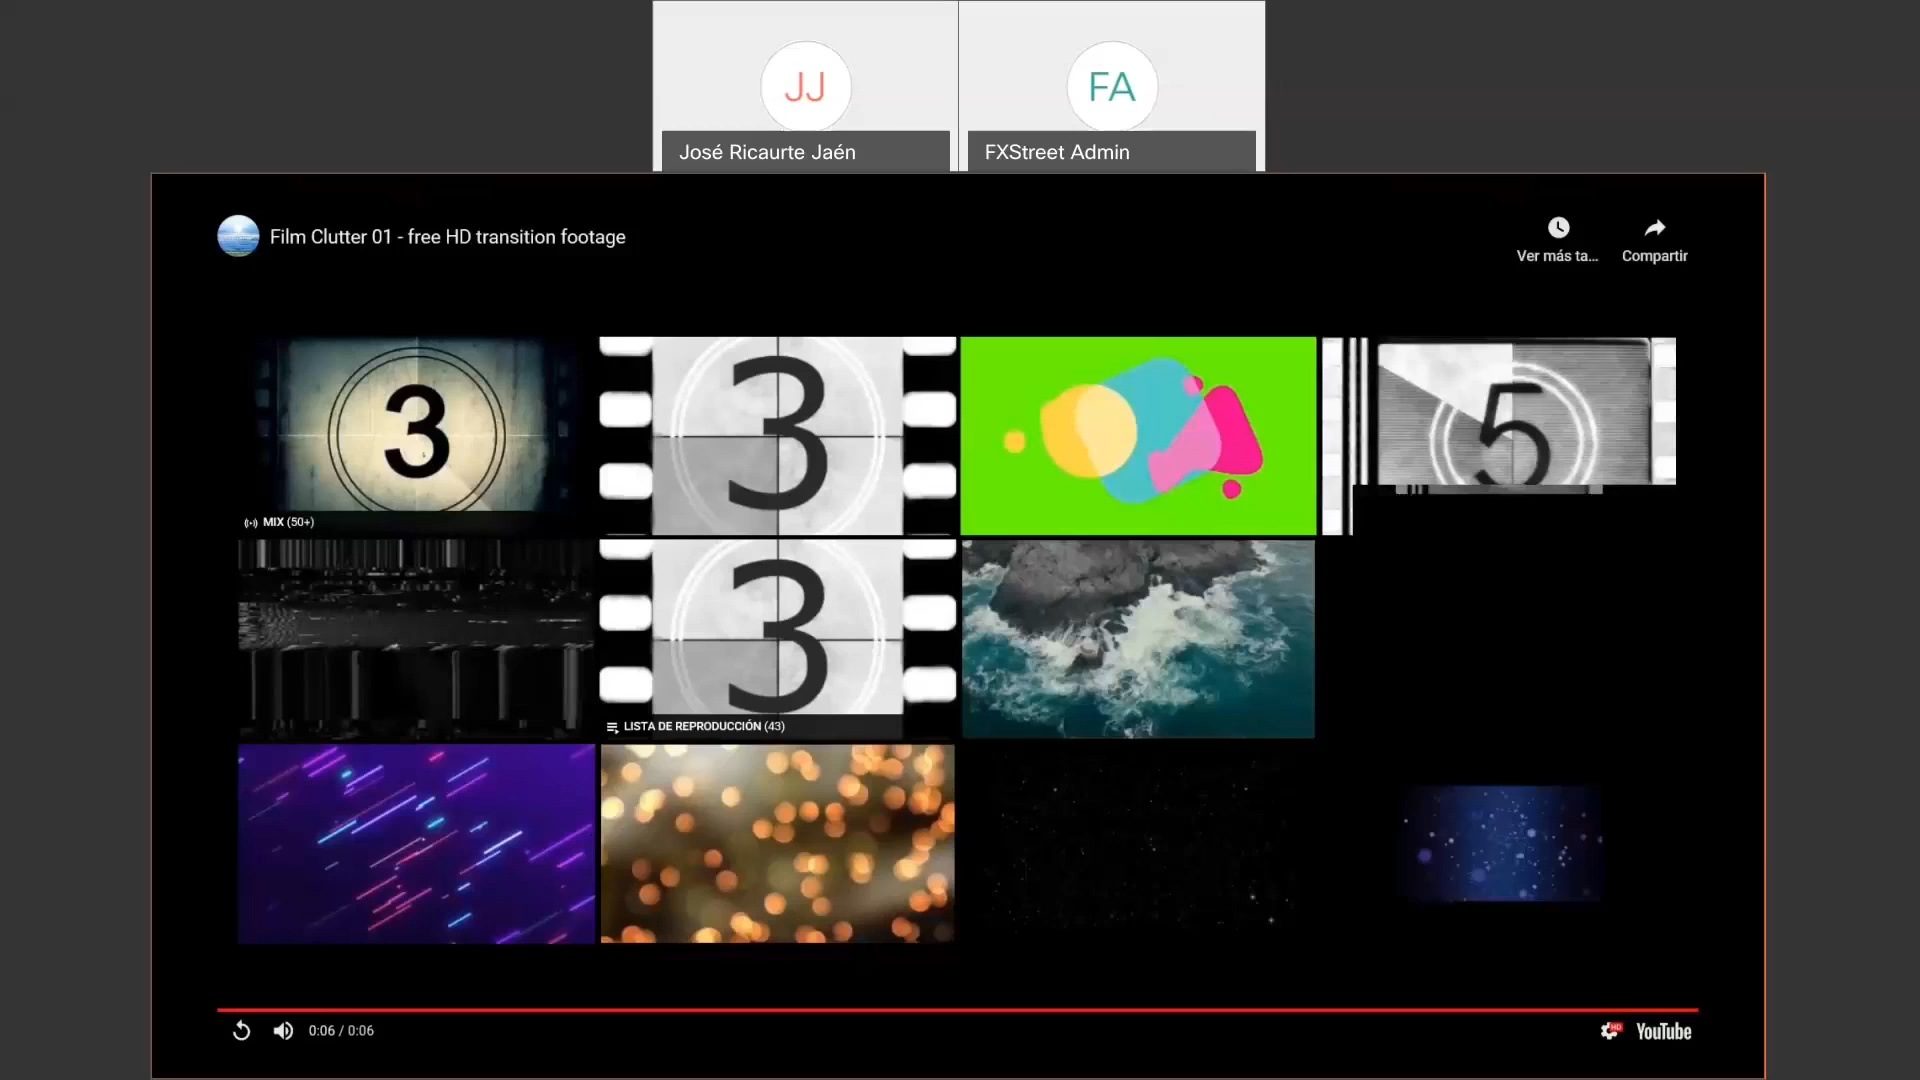 JJ
FA
José Ricaurte Jaén
FXStreet Admin
Film Clutter 01 - free HD transition footage
Ver más ta...
Compartir
3
3
5
MIX (50+)
3
LISTA DE REPRODUCCIÓN (43)
0:06 / 0:06
HD
YouTube